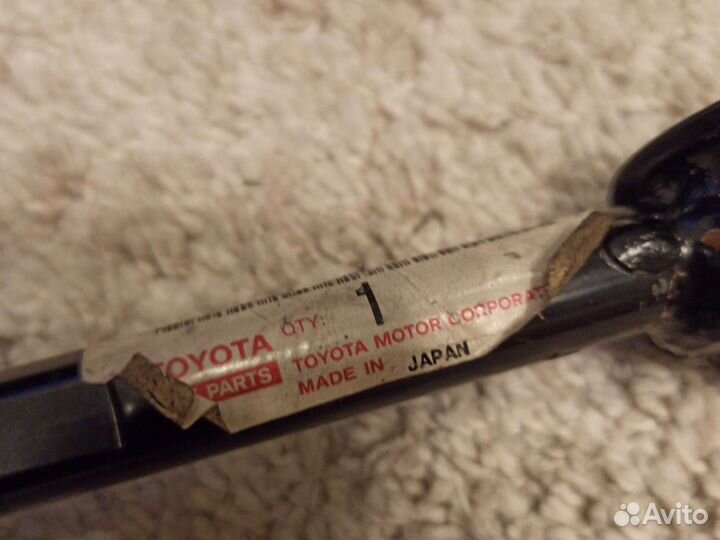 TOYOTA
PARTS
QTY: 1
TOYOTA MOTOR CORPORAT
MADE IN JAPAN
Avito